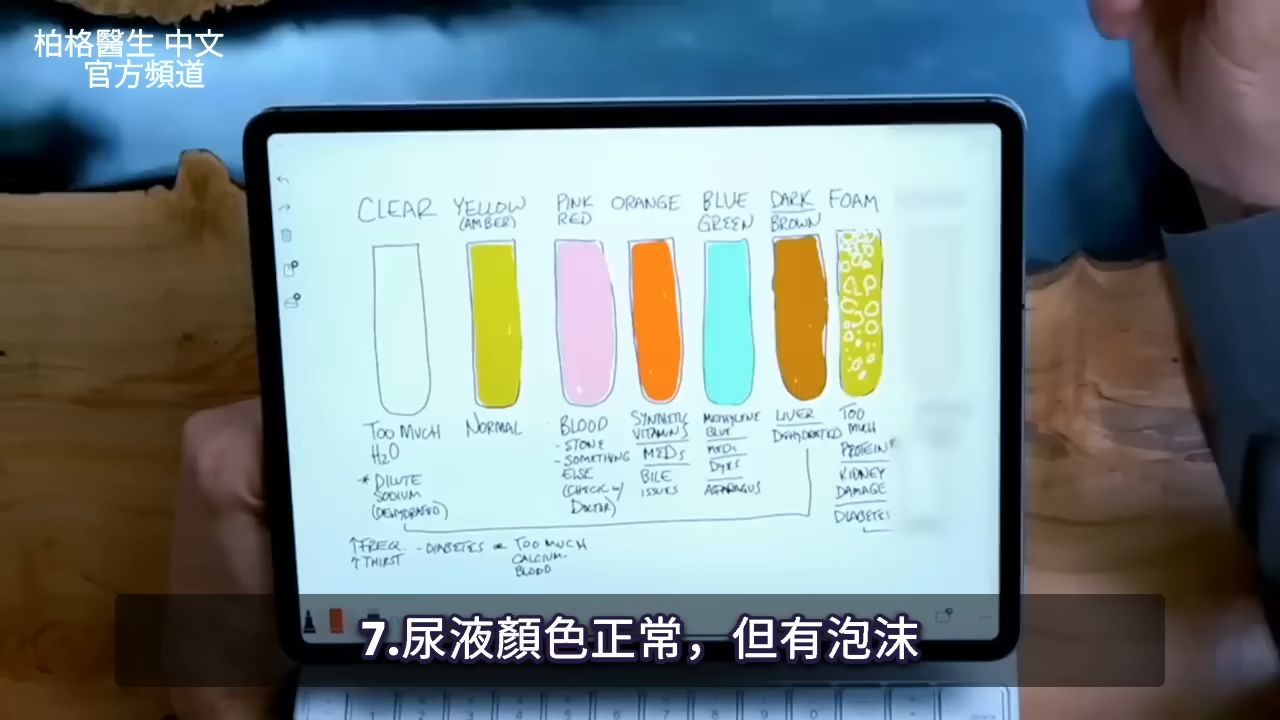 柏格醫生 中文
官方頻道
CLEAR
YELLOW
(AMBER)
PINK
RED
ORANGE
BLUE
GREEN
DARK
BROWN
FOAM
TOO MUCH
H2O
* DILUTE
SODIUM
(DEHYDRATED)
NORMAL
BLOOD
- STONE
- SOMETHING
ELSE
(CHECK W/
DOCTOR)
SYNTHETIC
VITAMINS
MEDS
BILE
ISSUES
METHYLENE
BLUE
MEDS
DYES
ASPARAGUS
LIVER
DEHYDRATED
TOO
MUCH
PROTEIN
KIDNEY
DAMAGE
DIABETES
↑FREQ. - DIABETES OR TOO MUCH
↑THIRST
CALCIUM
BLOOD
7.尿液顏色正常，但有泡沫